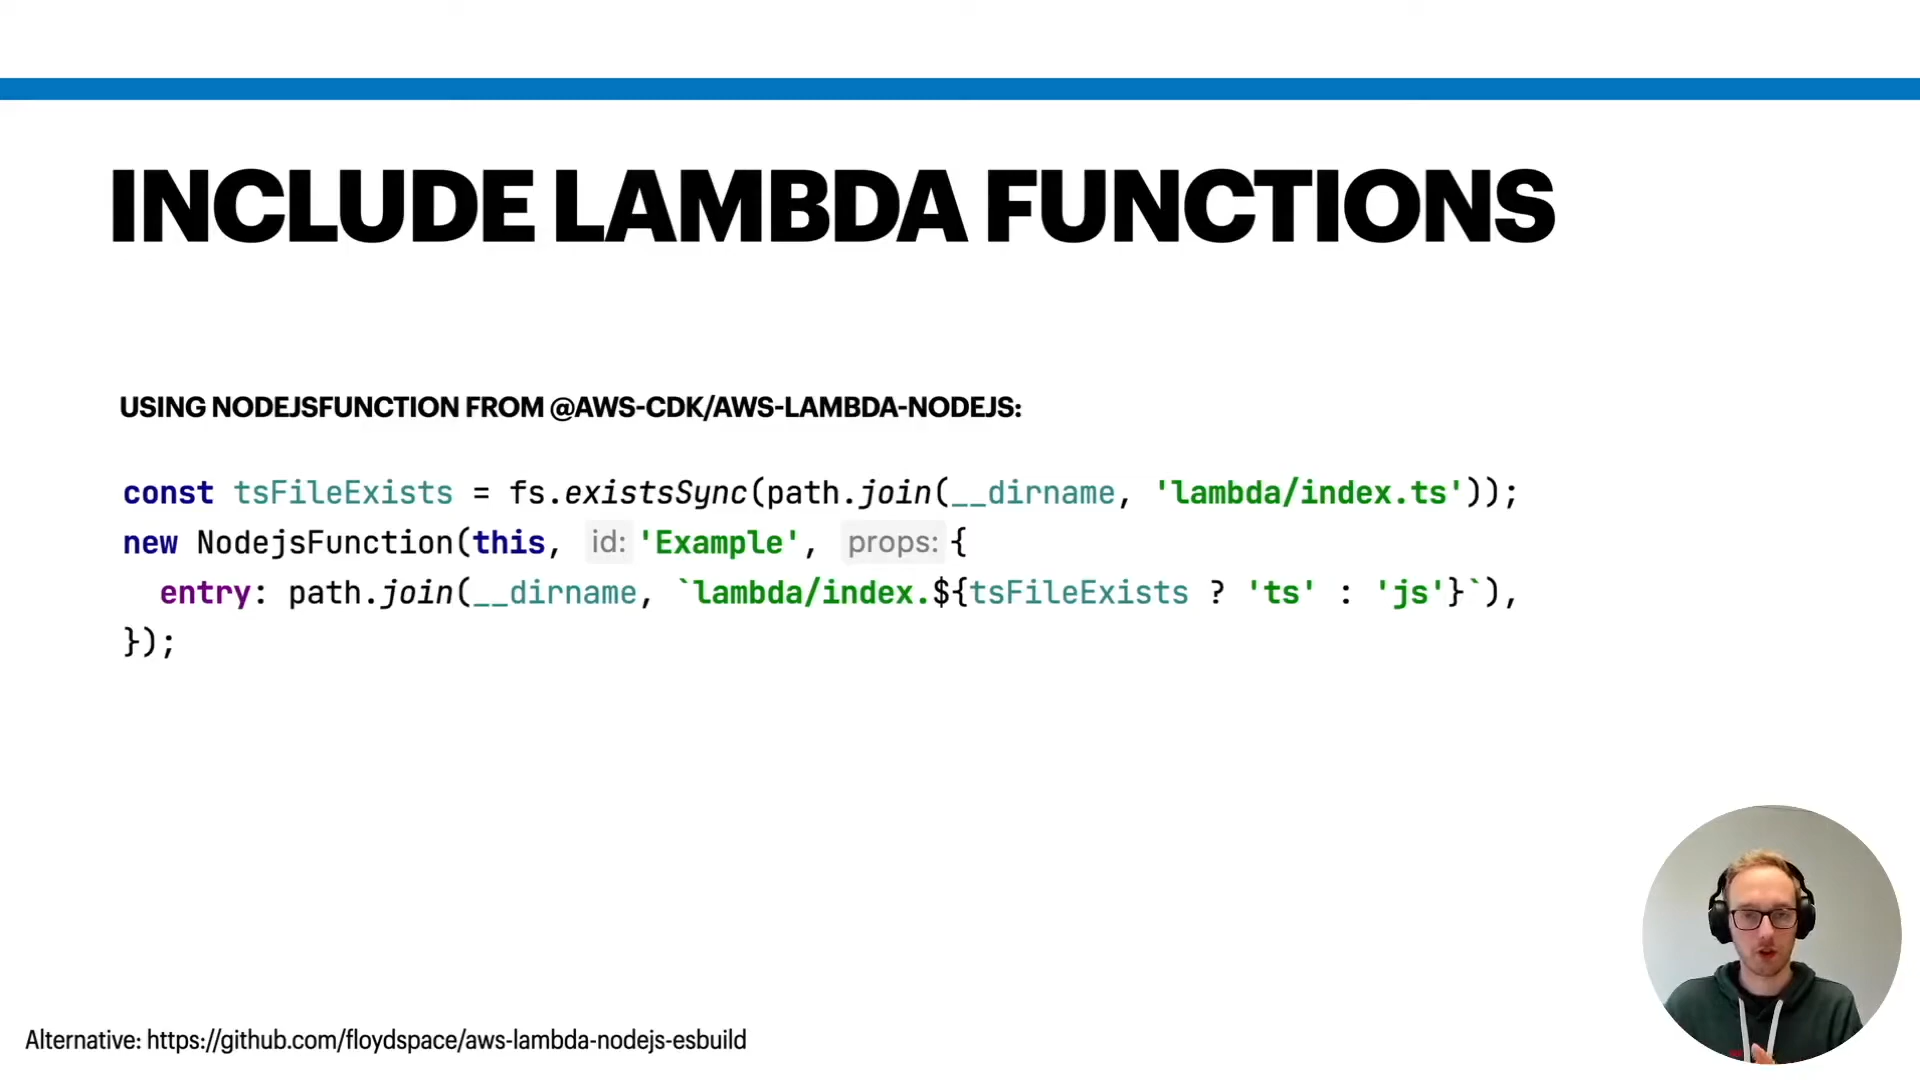 INCLUDE LAMBDA FUNCTIONS
USING NODEJSFUNCTION FROM @AWS-CDK/AWS-LAMBDA-NODEJS:
const tsFileExists = fs.existsSync(path.join(__dirname, 'lambda/index.ts'));
new NodejsFunction(this, id: 'Example', props: {
  entry: path.join(__dirname, `lambda/index.${tsFileExists ? 'ts' : 'js'}`),
});
Alternative: https://github.com/floydspace/aws-lambda-nodejs-esbuild